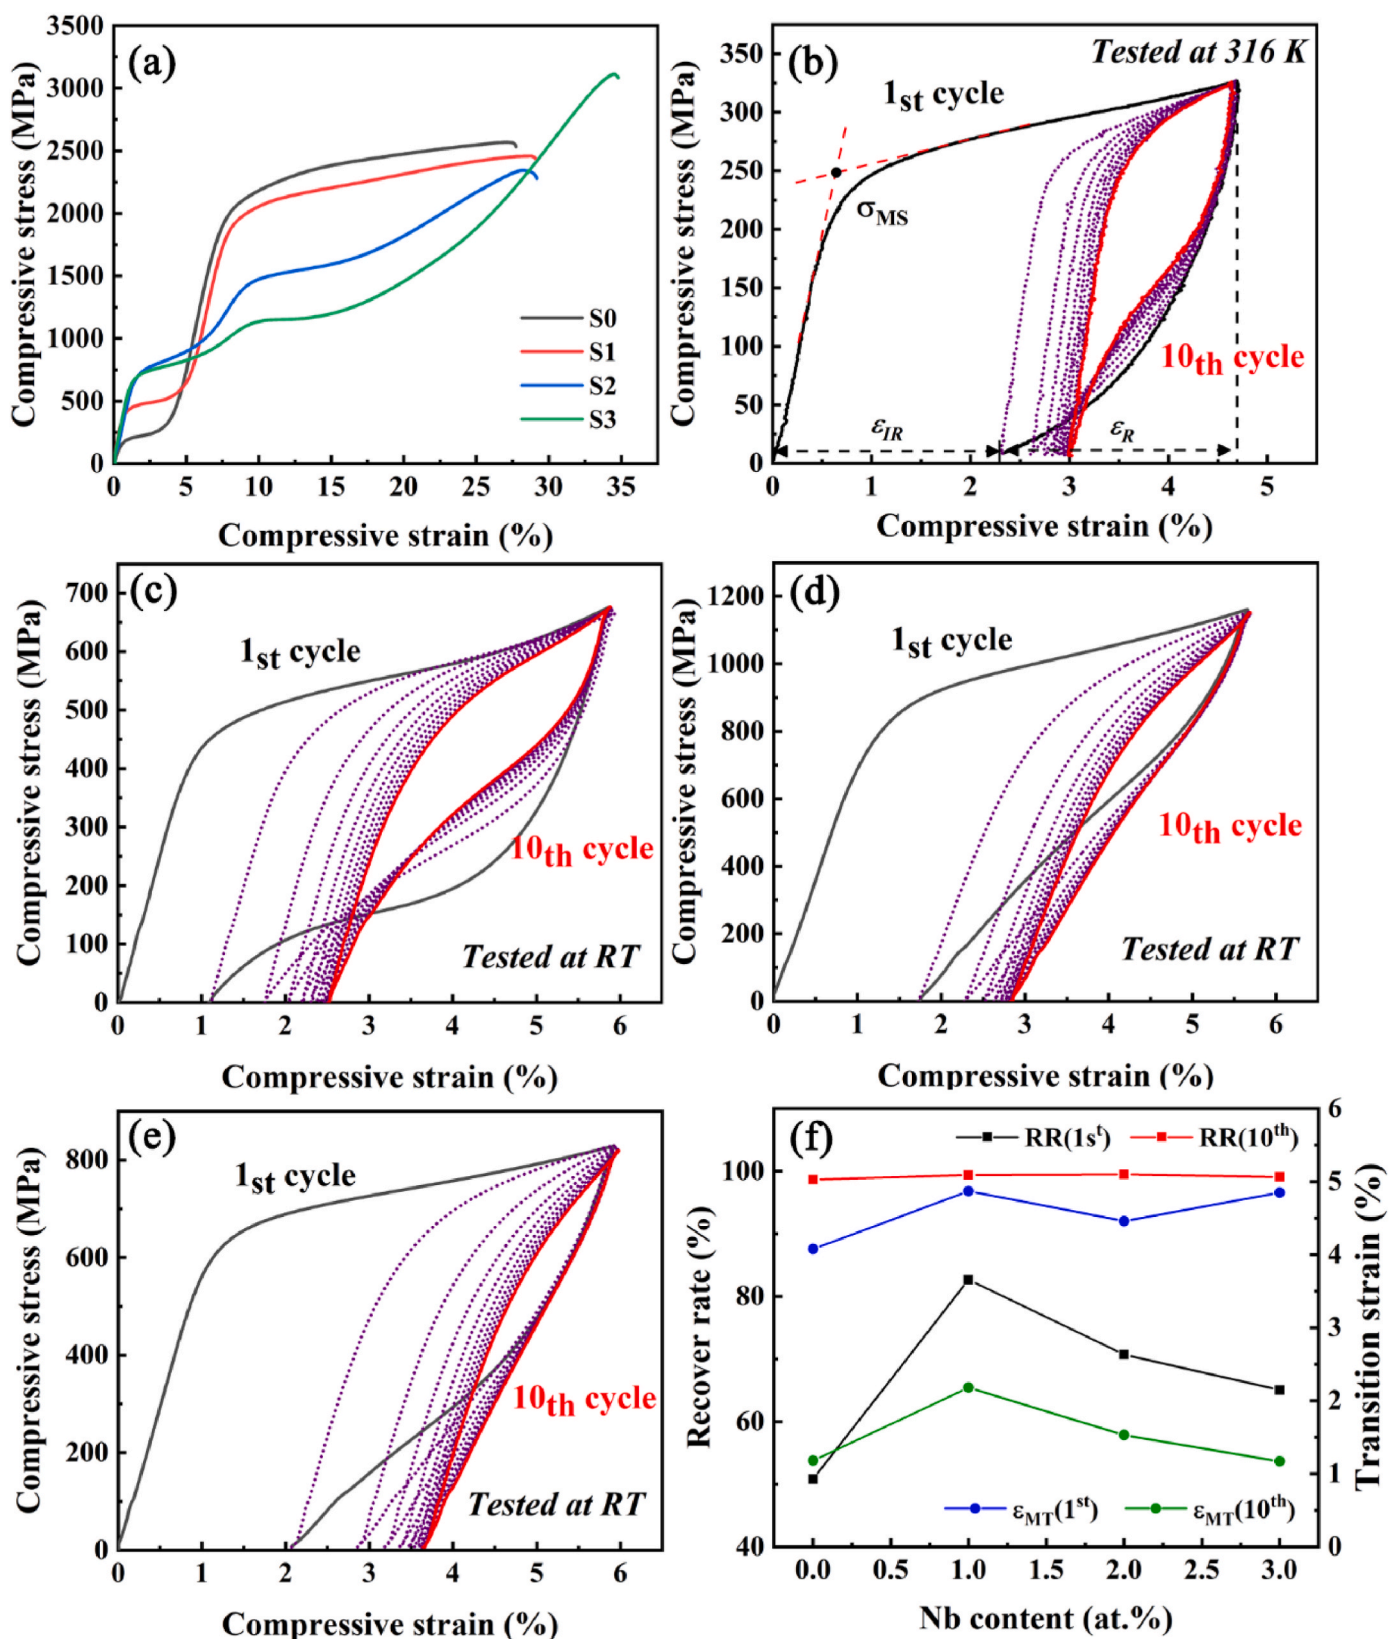 (a)
3500
3000
2500
2000
1500
1000
500
0
0 5 10 15 20 25 30 35
Compressive stress (MPa)
Compressive strain (%)
S0
S1
S2
S3
(b)
Tested at 316 K
1st cycle
σMS
10th cycle
εIR
εR
350
300
250
200
150
100
50
0
0 1 2 3 4 5
Compressive stress (MPa)
Compressive strain (%)
(c)
1st cycle
10th cycle
Tested at RT
700
600
500
400
300
200
100
0
0 1 2 3 4 5 6
Compressive stress (MPa)
Compressive strain (%)
(d)
1st cycle
10th cycle
Tested at RT
1200
1000
800
600
400
200
0
0 1 2 3 4 5 6
Compressive stress (MPa)
Compressive strain (%)
(e)
1st cycle
10th cycle
Tested at RT
800
600
400
200
0
0 1 2 3 4 5 6
Compressive stress (MPa)
Compressive strain (%)
(f)
RR(1st) RR(10th)
εMT(1st) εMT(10th)
100
80
60
40
Recover rate (%)
6
5
4
3
2
1
0
Transition strain (%)
0.0 0.5 1.0 1.5 2.0 2.5 3.0
Nb content (at.%)